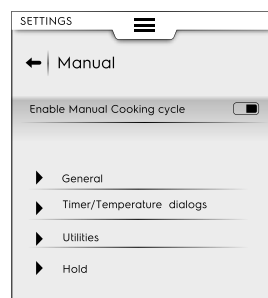 SETTINGS
Manual
Enable Manual Cooking cycle
General
Timer/Temperature dialogs
Utilities
Hold